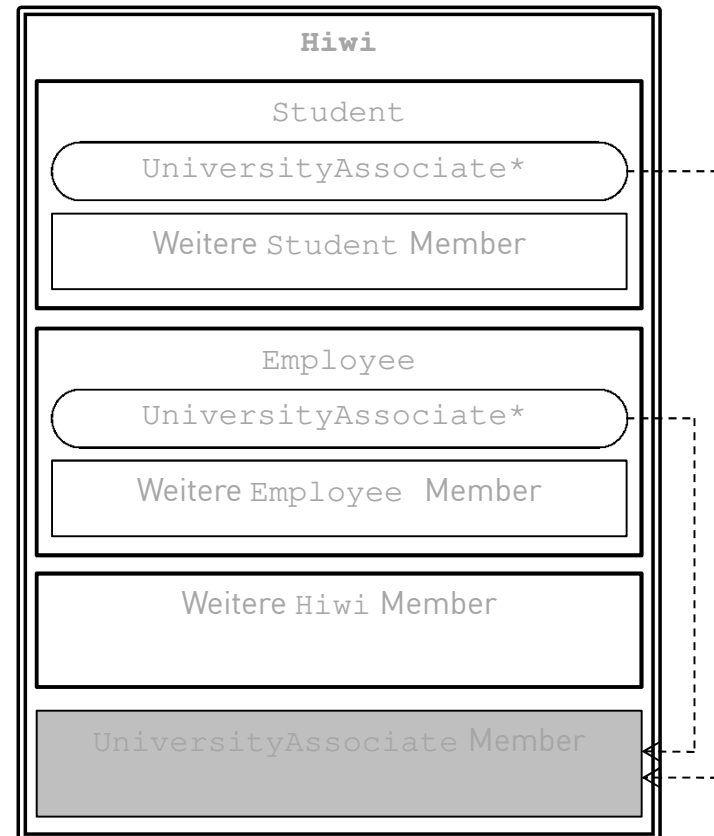 Hiwi
Student
UniversityAssociate*
Weitere Student Member
Employee
UniversityAssociate*
Weitere Employee Member
Weitere Hiwi Member
UniversityAssociate Member